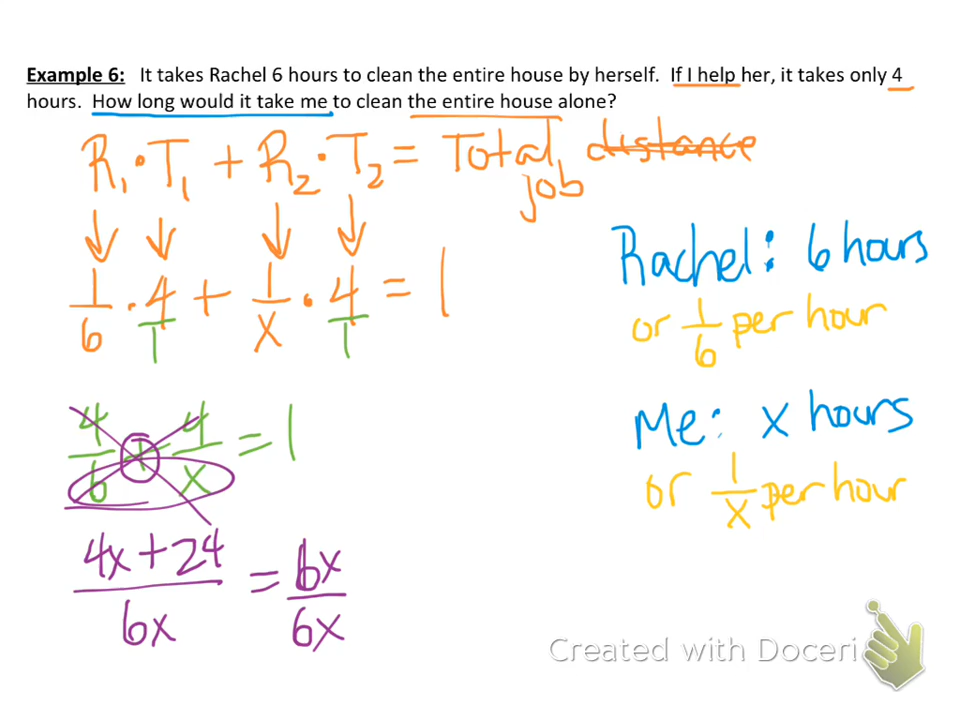 Example 6: It takes Rachel 6 hours to clean the entire house by herself. If I help her, it takes only 4
hours. How long would it take me to clean the entire house alone?
R₁·T₁ + R₂·T₂ = Total distance
job
1/6 · 4/1 + 1/x · 4/1 = 1
Rachel: 6 hours
or 1/6 per hour
4/6 + 4/x = 1
Me: x hours
or 1/x per hour
(4x+24)/6x = 6x/6x
Created with Doceri